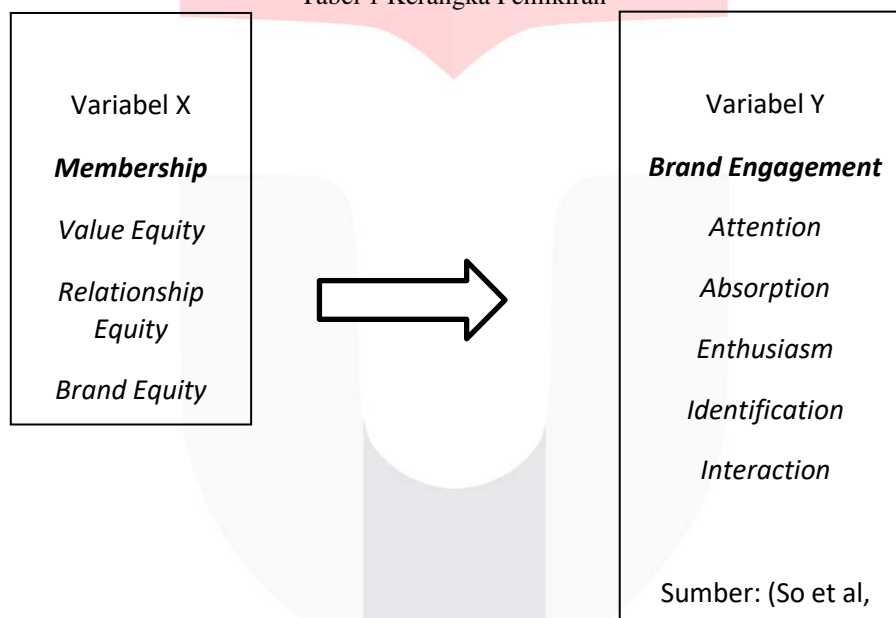 Tabel 1 Kerangka Pemikiran
Variabel X
Membership
Value Equity
Relationship
Equity
Brand Equity
Variabel Y
Brand Engagement
Attention
Absorption
Enthusiasm
Identification
Interaction
Sumber: (So et al,